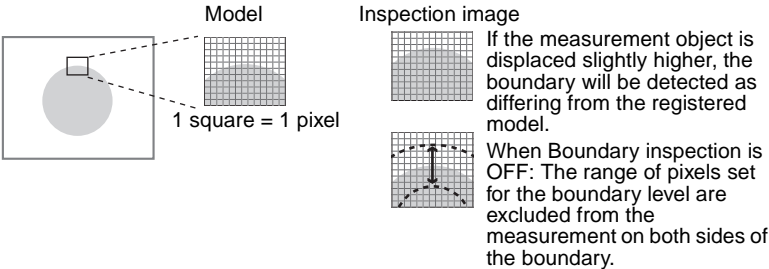 Model
1 square = 1 pixel
Inspection image
If the measurement object is
displaced slightly higher, the
boundary will be detected as
differing from the registered
model.
When Boundary inspection is
OFF: The range of pixels set
for the boundary level are
excluded from the
measurement on both sides of
the boundary.